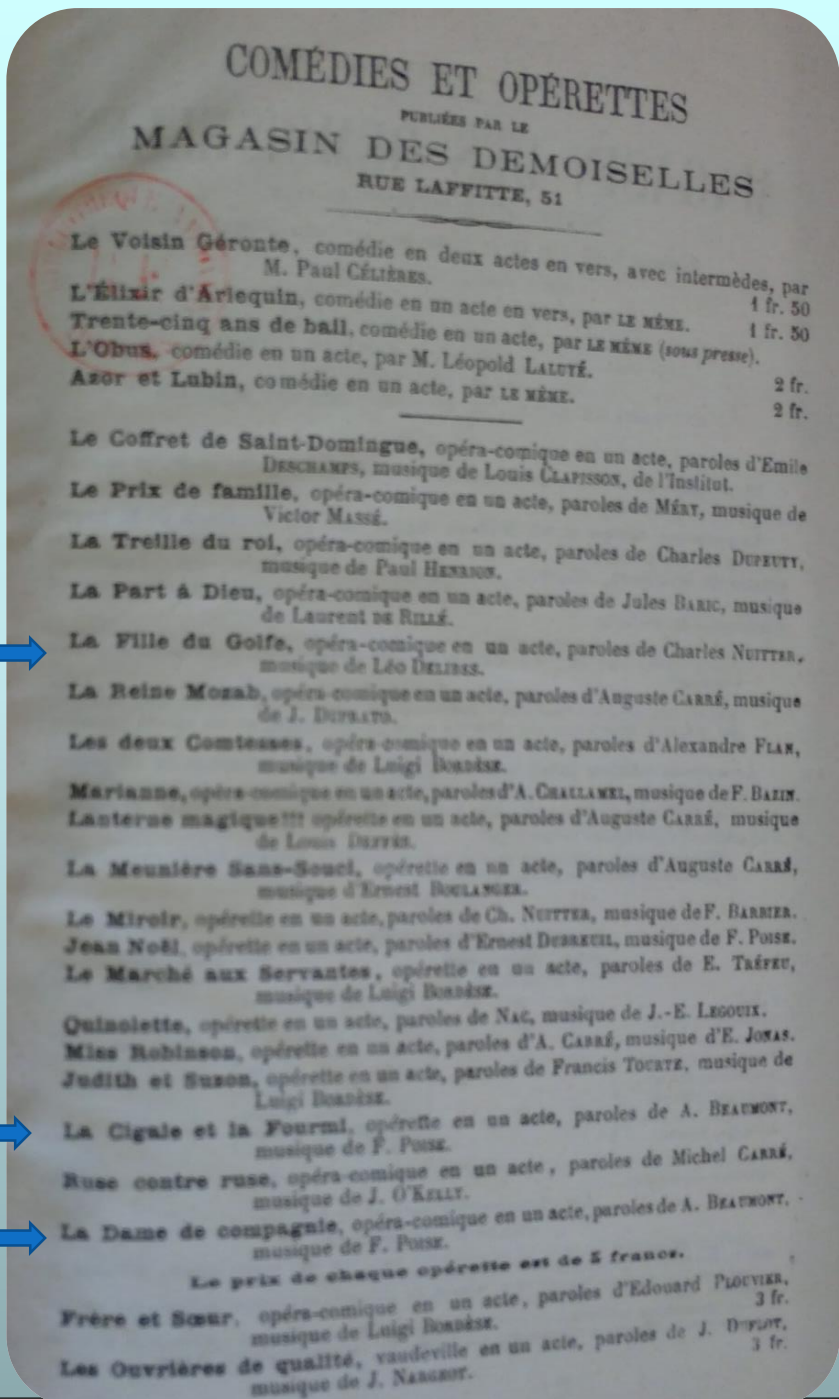 COMÉDIES ET OPÉRETTES
PUBLIÉES PAR LE
MAGASIN DES DEMOISELLES
RUE LAFFITTE, 51
Le Voisin Géronte, comédie en deux actes en vers, avec intermèdes, par
M. Paul CÉLIÈRES. 1 fr. 50
L'Élixir d'Arlequin, comédie en un acte en vers, par LE MÊME. 1 fr. 50
Trente-cinq ans de bail, comédie en un acte, par LE MÊME (sous presse).
L'Obus, comédie en un acte, par M. Léopold LALUYÉ. 2 fr.
Azor et Lubin, comédie en un acte, par LE MÊME. 2 fr.
Le Coffret de Saint-Domingue, opéra-comique en un acte, paroles d'Emile
DESCHAMPS, musique de Louis CLAPISSON, de l'Institut.
Le Prix de famille, opéra-comique en un acte, paroles de MÉRY, musique de
Victor MASSÉ.
La Treille du roi, opéra-comique en un acte, paroles de Charles DUPEUTY,
musique de Paul HENRION.
La Part à Dieu, opéra-comique en un acte, paroles de Jules BARIC, musique
de Laurent DE RILLÉ.
La Fille du Golfe, opéra-comique en un acte, paroles de Charles NUITTER,
musique de Léo DELIBES.
La Reine Mozab, opéra-comique en un acte, paroles d'Auguste CARRÉ, musique
de J. DUPRATO.
Les deux Comtesses, opéra-comique en un acte, paroles d'Alexandre FLAN,
musique de Luigi BORDÈSE.
Marianne, opéra-comique en un acte, paroles d'A. CHALLAMEL, musique de F. BAZIN.
Lanterne magique!!! opérette en un acte, paroles d'Auguste CARRÉ, musique
de Louis DEFFÈS.
La Meunière Sans-Souci, opérette en un acte, paroles d'Auguste CARRÉ,
musique d'Ernest BOULANGER.
Le Miroir, opérette en un acte, paroles de Ch. NUITTER, musique de F. BARBIER.
Jean Noël, opérette en un acte, paroles d'Ernest DUBREUIL, musique de F. POISE.
Le Marché aux Servantes, opérette en un acte, paroles de E. TRÉFEU,
musique de Luigi BORDÈSE.
Quinolette, opérette en un acte, paroles de NAC, musique de J.-E. LEGOUIX.
Miss Robinson, opérette en un acte, paroles d'A. CARRÉ, musique d'E. JONAS.
Judith et Suzon, opérette en un acte, paroles de Francis TOURTE, musique de
Luigi BORDÈSE.
La Cigale et la Fourmi, opérette en un acte, paroles de A. BEAUMONT,
musique de F. POISE.
Ruse contre ruse, opéra-comique en un acte, paroles de Michel CARRÉ,
musique de J. O'KELLY.
La Dame de compagnie, opéra-comique en un acte, paroles de A. BEAUMONT,
musique de F. POISE.
Le prix de chaque opérette est de 5 francs.
Frère et Sœur, opéra-comique en un acte, paroles d'Edouard PLOUVIER,
musique de Luigi BORDÈSE. 3 fr.
Les Ouvrières de qualité, vaudeville en un acte, paroles de J. DUFLOT,
musique de J. NARGEOT. 3 fr.